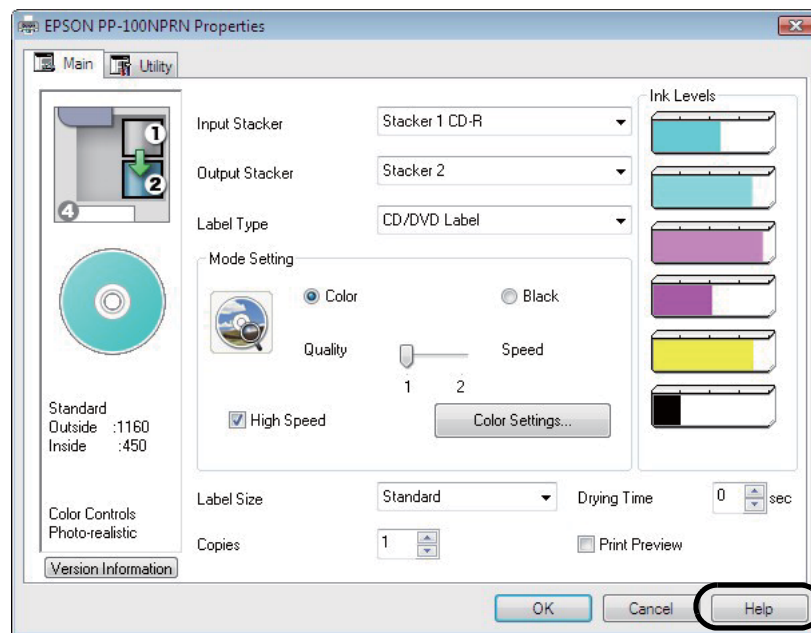 EPSON PP-100NPRN Properties
Main
Utility
1
2
4
Standard
Outside :1160
Inside :450
Color Controls
Photo-realistic
Version Information
Input Stacker
Stacker 1 CD-R
Output Stacker
Stacker 2
Label Type
CD/DVD Label
Mode Setting
Color
Black
Quality
Speed
1 2
High Speed
Color Settings...
Label Size
Standard
Drying Time
0
sec
Copies
1
Print Preview
Ink Levels
OK
Cancel
Help